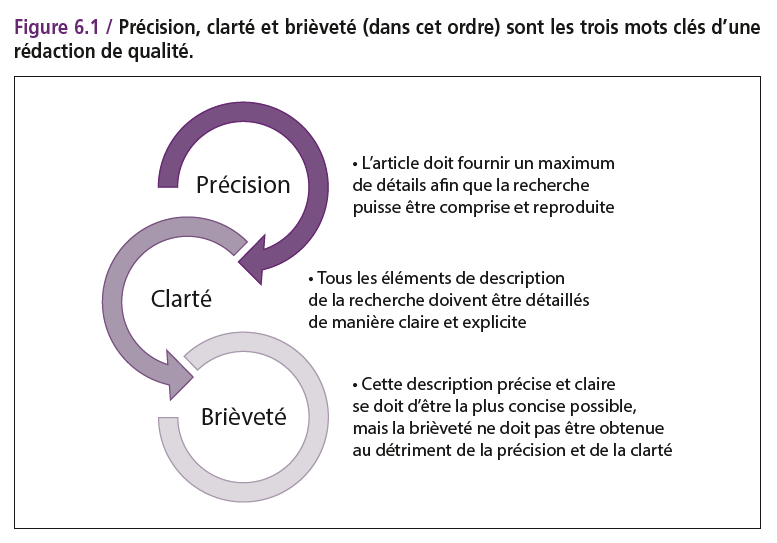 Figure 6.1 / Précision, clarté et brièveté (dans cet ordre) sont les trois mots clés d’une
rédaction de qualité.
Précision
• L’article doit fournir un maximum
de détails afin que la recherche
puisse être comprise et reproduite
Clarté
• Tous les éléments de description
de la recherche doivent être détaillés
de manière claire et explicite
Brièveté
• Cette description précise et claire
se doit d’être la plus concise possible,
mais la brièveté ne doit pas être obtenue
au détriment de la précision et de la clarté